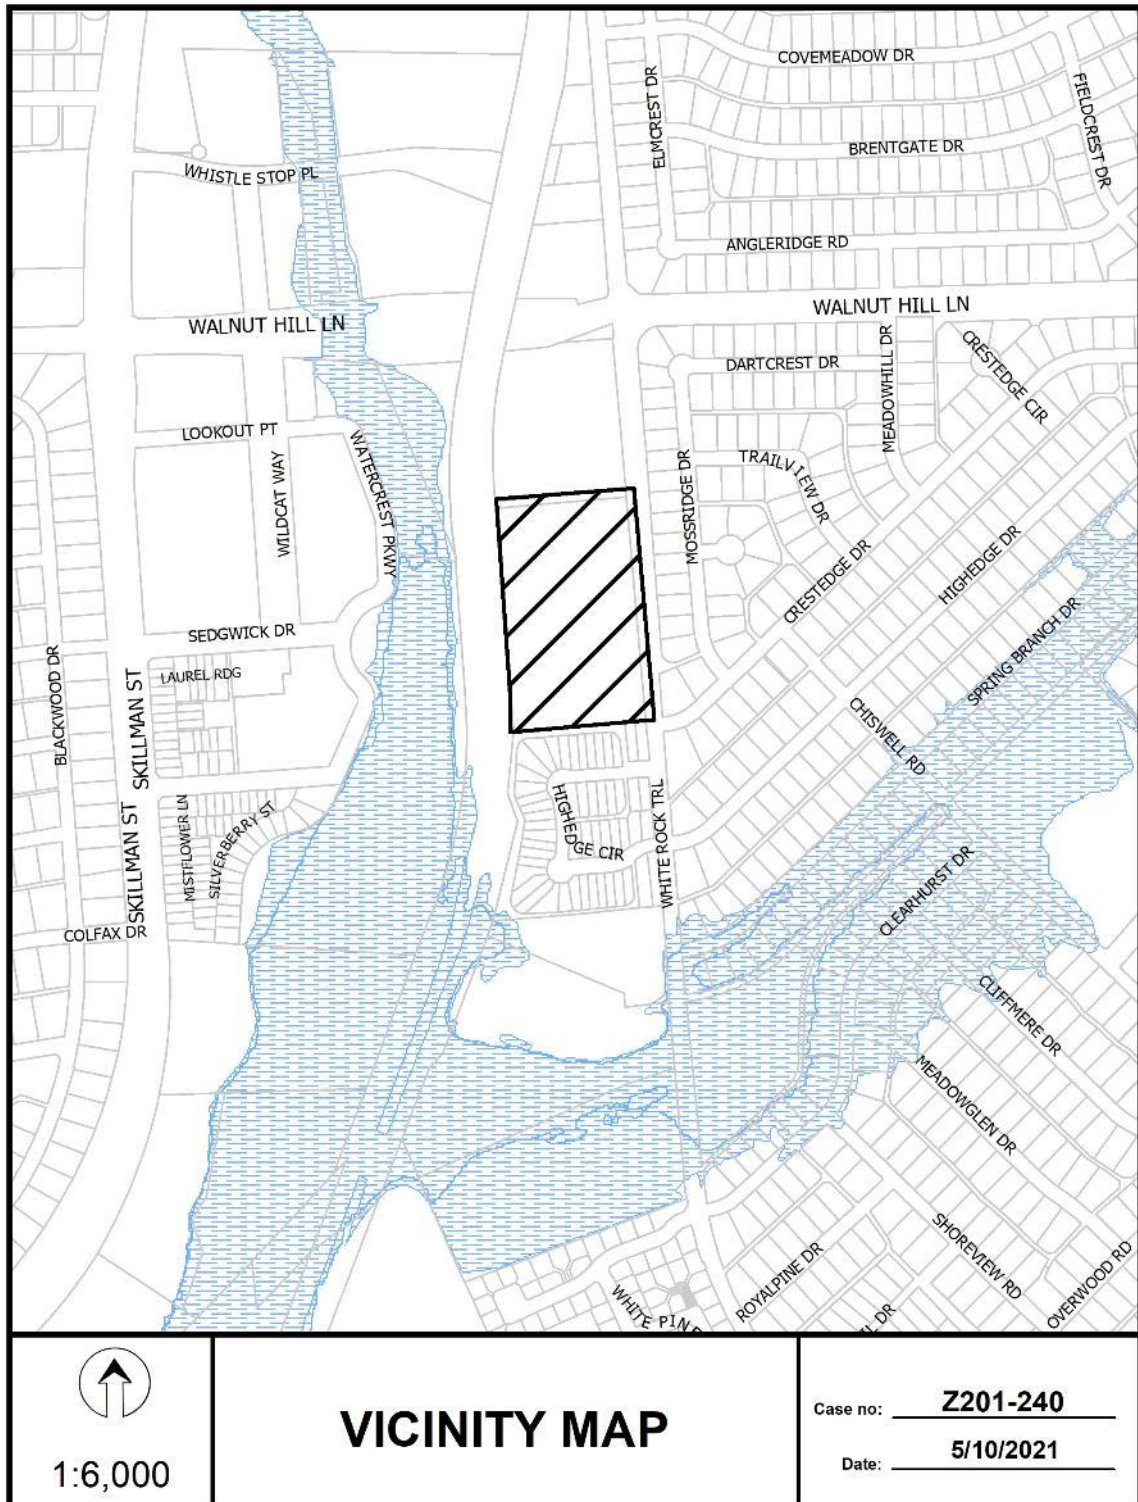 COVEMEADOW DR
ELMCREST DR
FIELDCREST DR
BRENTGATE DR
WHISTLE STOP PL
ANGLERIDGE RD
WALNUT HILL LN
WALNUT HILL LN
MEADOWHILL DR
CRESTEDGE CIR
DARTCREST DR
LOOKOUT PT
WATERCREST PKWY
WILDCAT WAY
MOSSRIDGE DR
TRAILVIEW DR
CRESTEDGE DR
HIGHEDGE DR
SEDGWICK DR
SPRING BRANCH DR
LAUREL RDG
BLACKWOOD DR
SKILLMAN ST
CHISWELL RD
SKILLMAN ST
MISTFLOWER LN
SILVERBERRY ST
HIGHEDGE CIR
WHITE ROCK TRL
CLEARHURST DR
COLFAX DR
CLIFFMERE DR
MEADOWGLEN DR
SHOREVIEW RD
ROYALPINE DR
OVERWOOD RD
WHITE PINE
DR
1:6,000
VICINITY MAP
Case no: Z201-240
Date: 5/10/2021